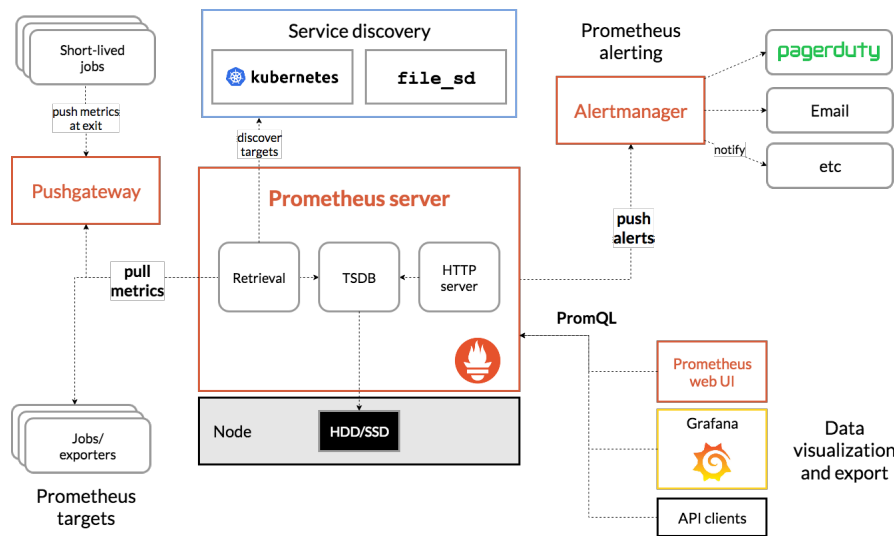 Short-lived
jobs
push metrics
at exit
Pushgateway
Service discovery
kubernetes
file_sd
discover
targets
Prometheus
alerting
Alertmanager
pagerduty
Email
notify
etc
Prometheus server
Retrieval
TSDB
HTTP
server
pull
metrics
push
alerts
PromQL
Node
HDD/SSD
Jobs/
exporters
Prometheus
targets
Prometheus
web UI
Grafana
API clients
Data
visualization
and export